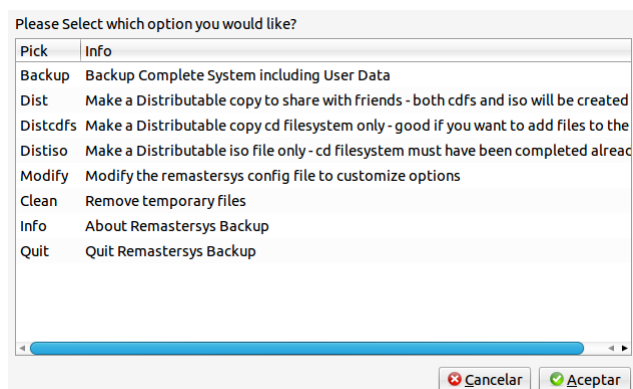 Please Select which option you would like?
Pick Info
Backup Backup Complete System including User Data
Dist Make a Distributable copy to share with friends - both cdfs and iso will be created
Distcdfs Make a Distributable copy cd filesystem only - good if you want to add files to the
Distiso Make a Distributable iso file only - cd filesystem must have been completed alreac
Modify Modify the remastersys config file to customize options
Clean Remove temporary files
Info About Remastersys Backup
Quit Quit Remastersys Backup
Cancelar Aceptar